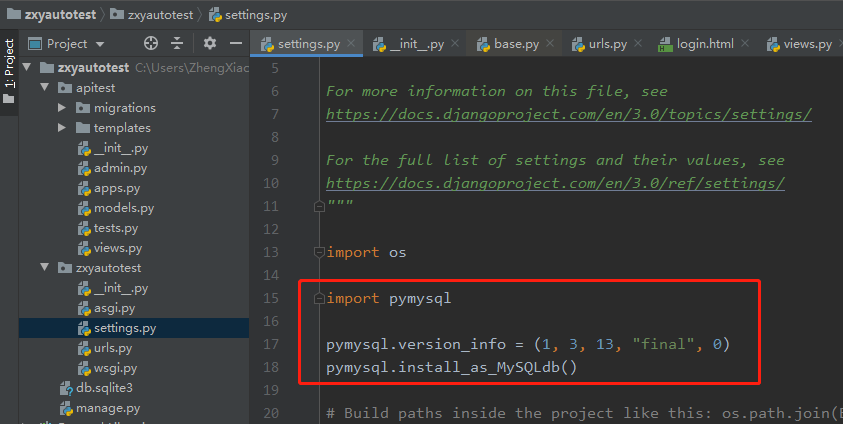 zxyautotest
zxyautotest
settings.py
Project
settings.py
__init__.py
base.py
urls.py
login.html
views.py
1: Project
zxyautotest C:\Users\ZhengXiao
apitest
migrations
templates
__init__.py
admin.py
apps.py
models.py
tests.py
views.py
zxyautotest
__init__.py
asgi.py
settings.py
urls.py
wsgi.py
db.sqlite3
manage.py
5
6 For more information on this file, see
7 https://docs.djangoproject.com/en/3.0/topics/settings/
8
9 For the full list of settings and their values, see
10 https://docs.djangoproject.com/en/3.0/ref/settings/
11 """
12
13 import os
14
15 import pymysql
16
17 pymysql.version_info = (1, 3, 13, "final", 0)
18 pymysql.install_as_MySQLdb()
19
20 # Build paths inside the project like this: os.path.join(